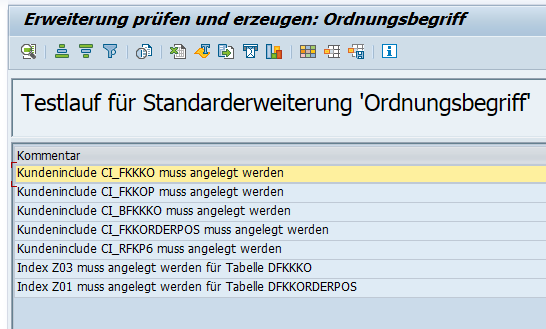 Erweiterung prüfen und erzeugen: Ordnungsbegriff
Testlauf für Standarderweiterung 'Ordnungsbegriff'
Kommentar
Kundeninclude CI_FKKKO muss angelegt werden
Kundeninclude CI_FKKOP muss angelegt werden
Kundeninclude CI_BFKKKO muss angelegt werden
Kundeninclude CI_FKKORDERPOS muss angelegt werden
Kundeninclude CI_RFKP6 muss angelegt werden
Index Z03 muss angelegt werden für Tabelle DFKKKO
Index Z01 muss angelegt werden für Tabelle DFKKORDERPOS